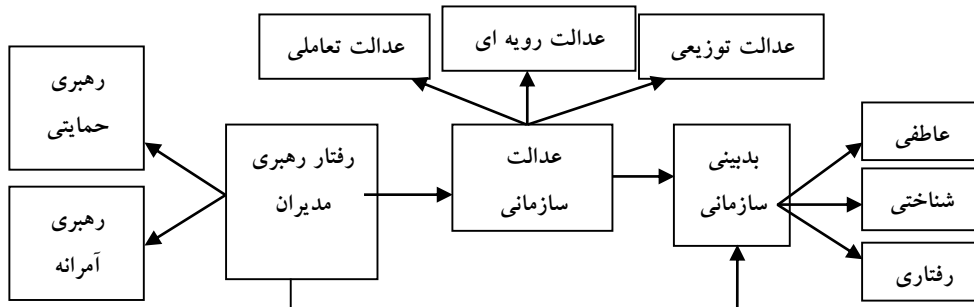 عدالت توزیعی
عدالت رویه ای
عدالت تعاملی
عاطفی
شناختی
رفتاری
بدبینی
سازمانی
عدالت
سازمانی
رفتار رهبری
مدیران
رهبری
حمایتی
رهبری
آمرانه